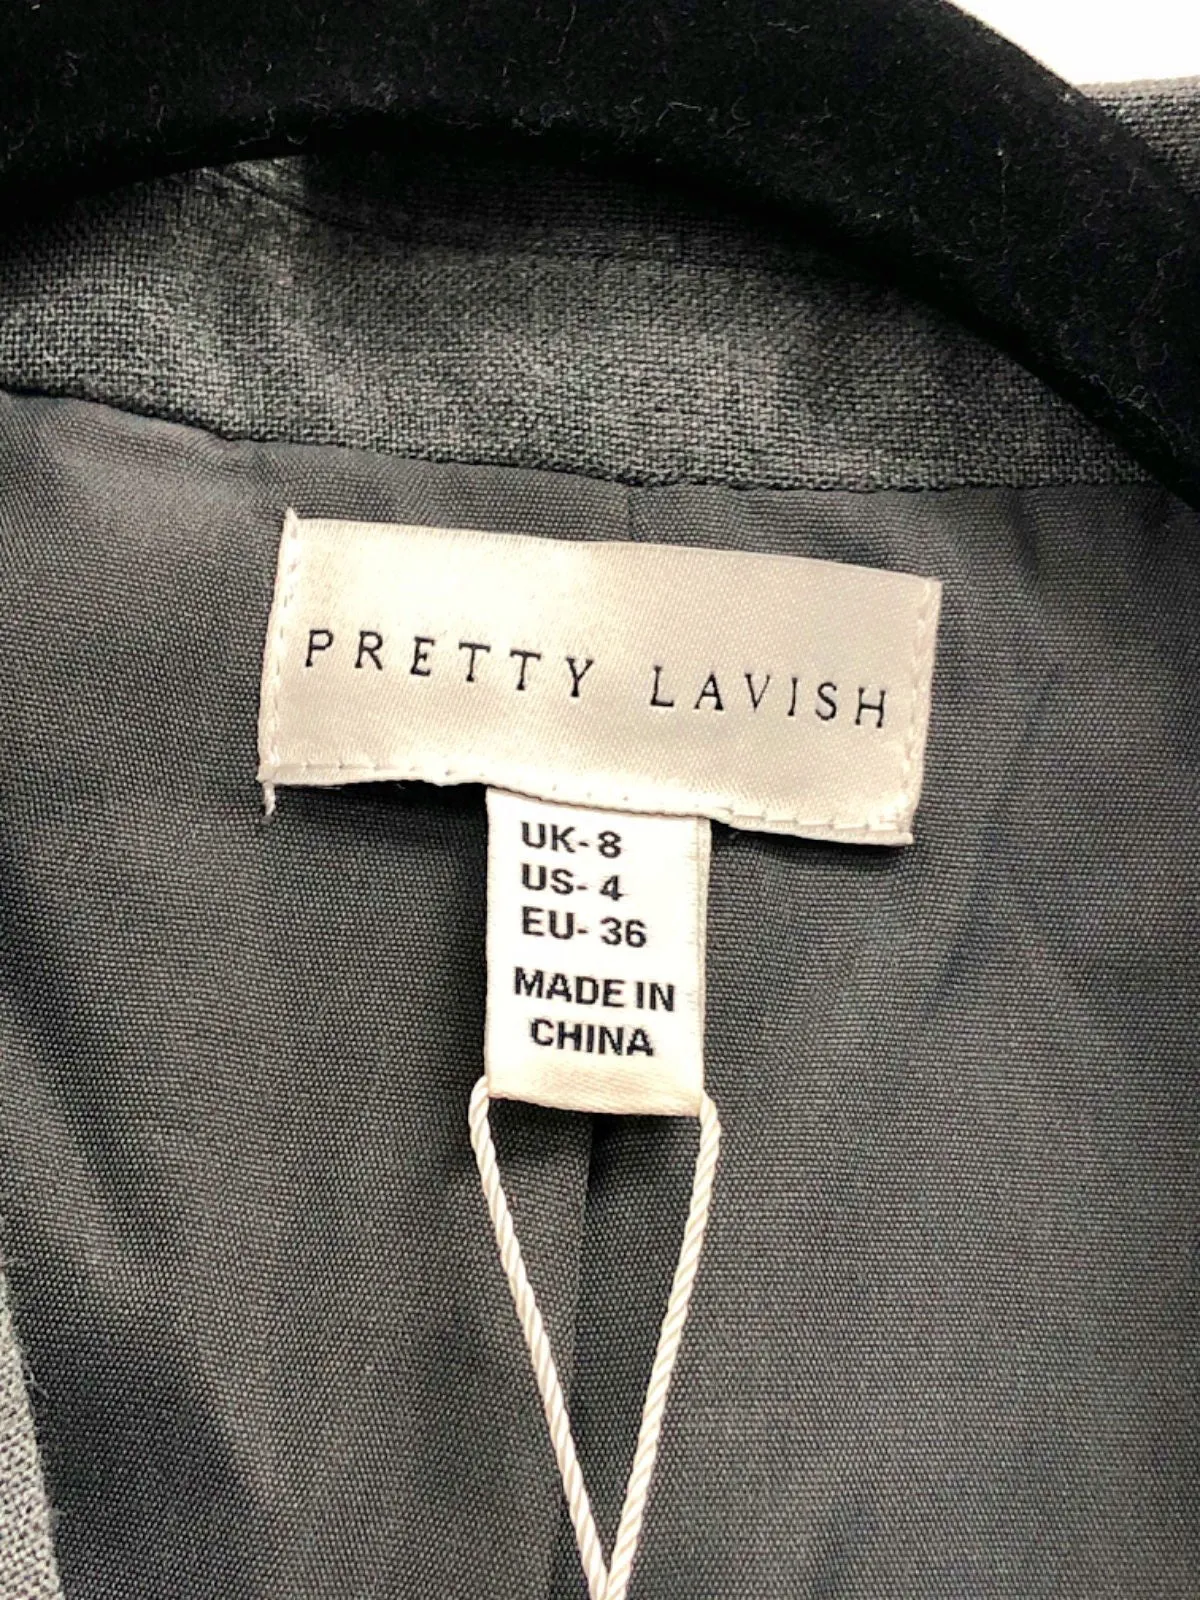 PRETTY LAVISH
UK- 8
US- 4
EU- 36
MADE IN
CHINA